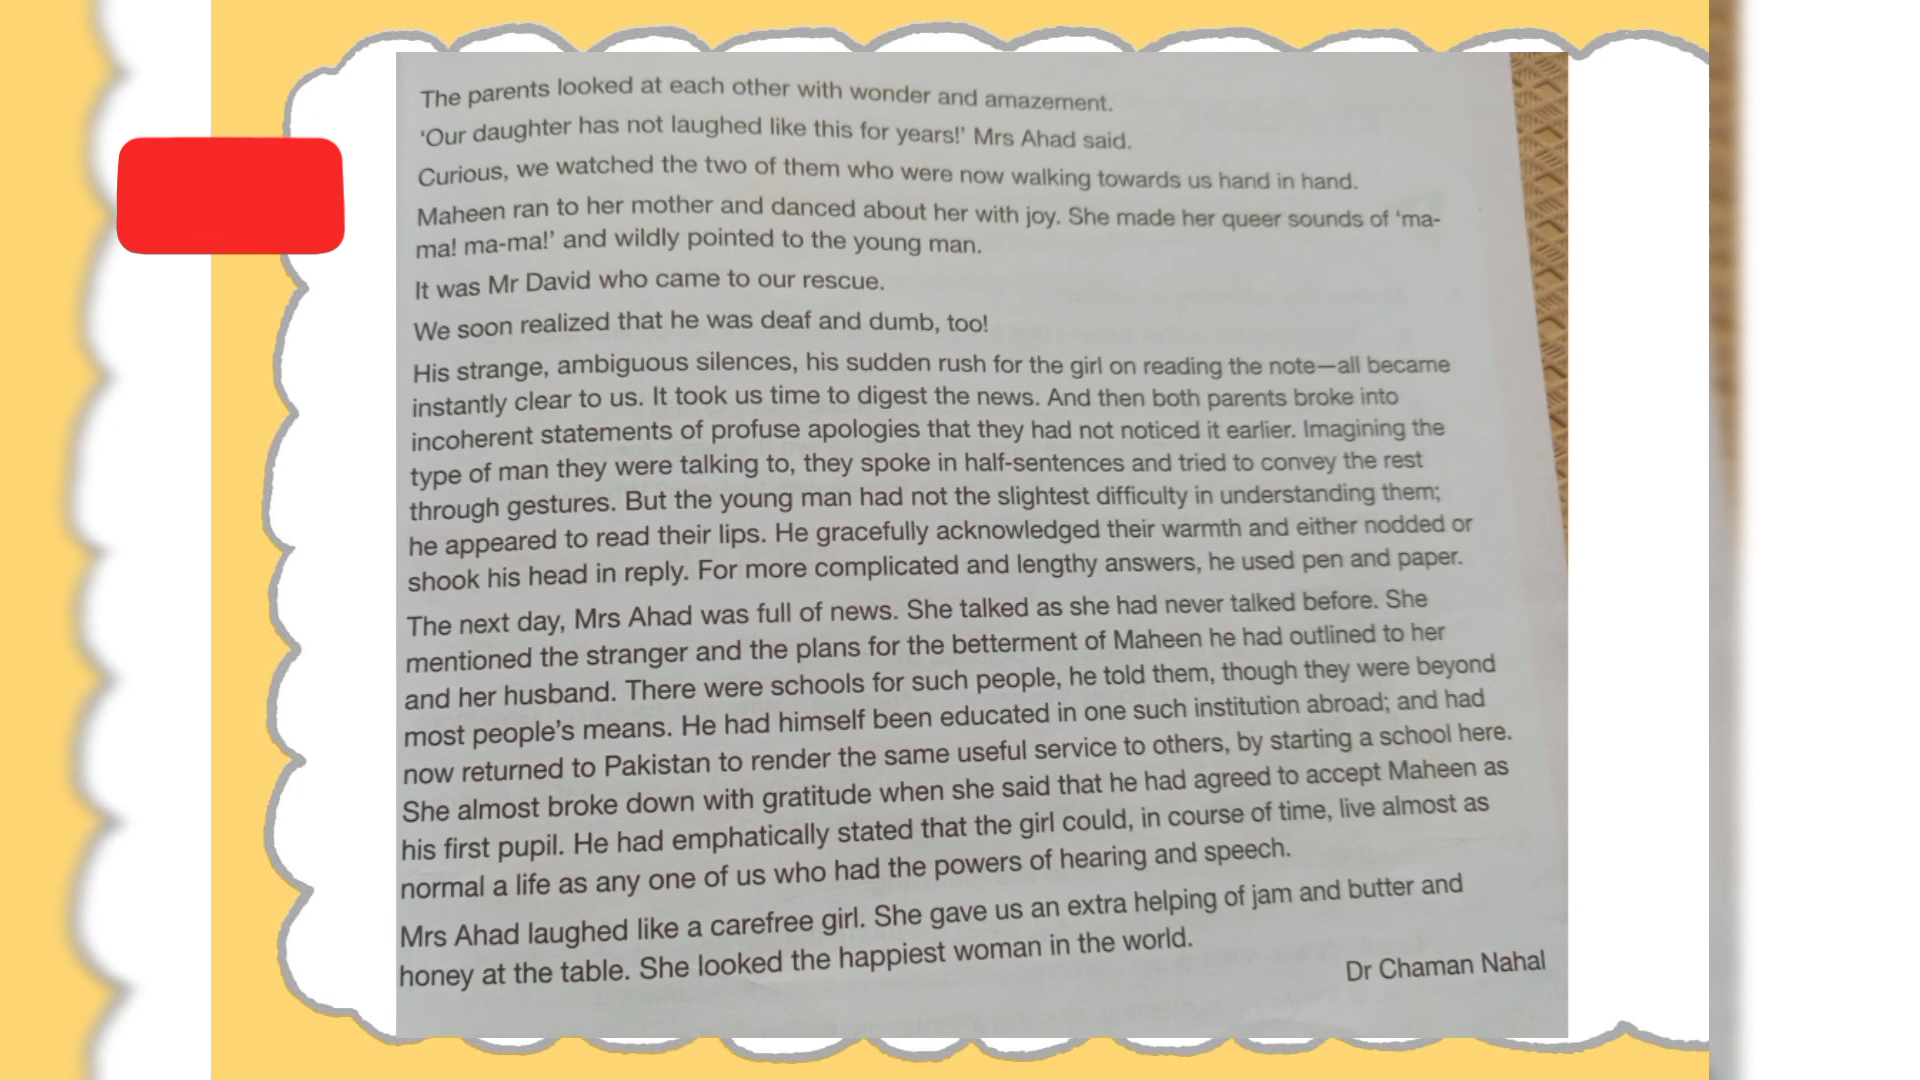 The parents looked at each other with wonder and amazement.
‘Our daughter has not laughed like this for years!’ Mrs Ahad said.
Curious, we watched the two of them who were now walking towards us hand in hand.
Maheen ran to her mother and danced about her with joy. She made her queer sounds of ‘ma-
ma! ma-ma!’ and wildly pointed to the young man.
It was Mr David who came to our rescue.
We soon realized that he was deaf and dumb, too!
His strange, ambiguous silences, his sudden rush for the girl on reading the note—all became
instantly clear to us. It took us time to digest the news. And then both parents broke into
incoherent statements of profuse apologies that they had not noticed it earlier. Imagining the
type of man they were talking to, they spoke in half-sentences and tried to convey the rest
through gestures. But the young man had not the slightest difficulty in understanding them;
he appeared to read their lips. He gracefully acknowledged their warmth and either nodded or
shook his head in reply. For more complicated and lengthy answers, he used pen and paper.
The next day, Mrs Ahad was full of news. She talked as she had never talked before. She
mentioned the stranger and the plans for the betterment of Maheen he had outlined to her
and her husband. There were schools for such people, he told them, though they were beyond
most people’s means. He had himself been educated in one such institution abroad; and had
now returned to Pakistan to render the same useful service to others, by starting a school here.
She almost broke down with gratitude when she said that he had agreed to accept Maheen as
his first pupil. He had emphatically stated that the girl could, in course of time, live almost as
normal a life as any one of us who had the powers of hearing and speech.
Mrs Ahad laughed like a carefree girl. She gave us an extra helping of jam and butter and
honey at the table. She looked the happiest woman in the world.
Dr Chaman Nahal